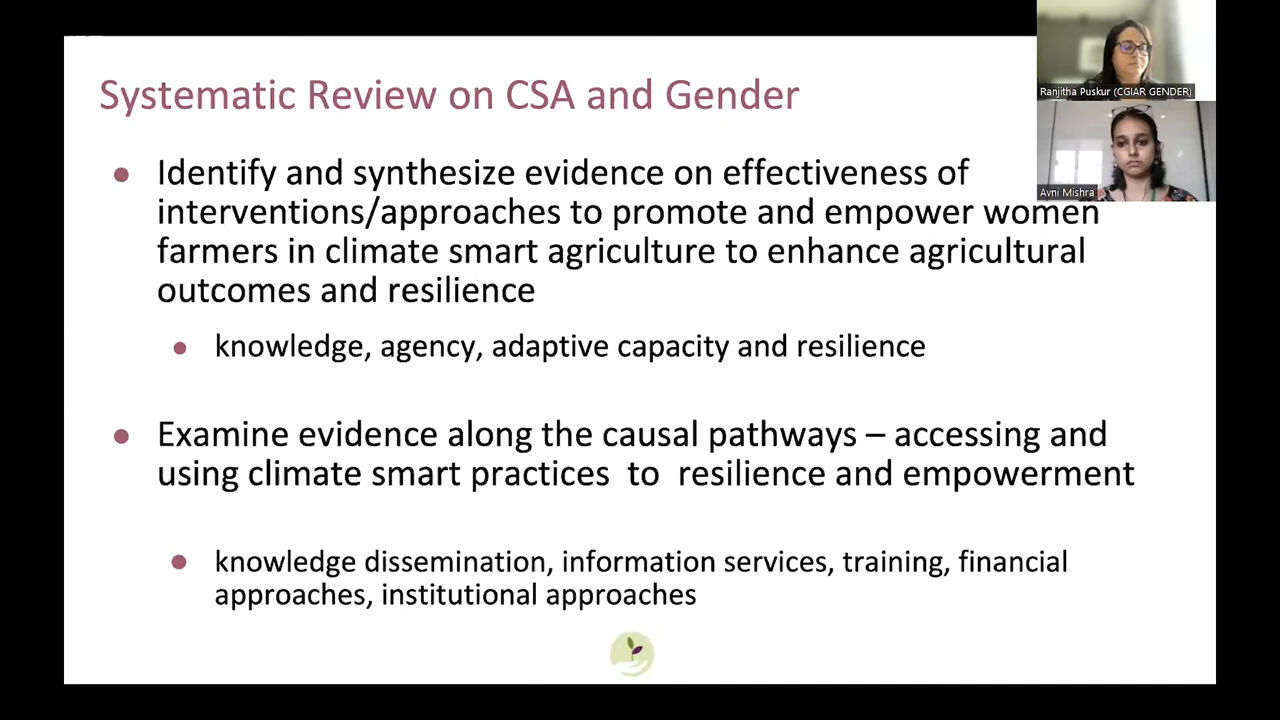 Systematic Review on CSA and Gender
Ranjitha Puskur (CGIAR GENDER)
Avni Mishra
● Identify and synthesize evidence on effectiveness of
interventions/approaches to promote and empower women
farmers in climate smart agriculture to enhance agricultural
outcomes and resilience
● knowledge, agency, adaptive capacity and resilience
● Examine evidence along the causal pathways – accessing and
using climate smart practices  to  resilience and empowerment
● knowledge dissemination, information services, training, financial
approaches, institutional approaches